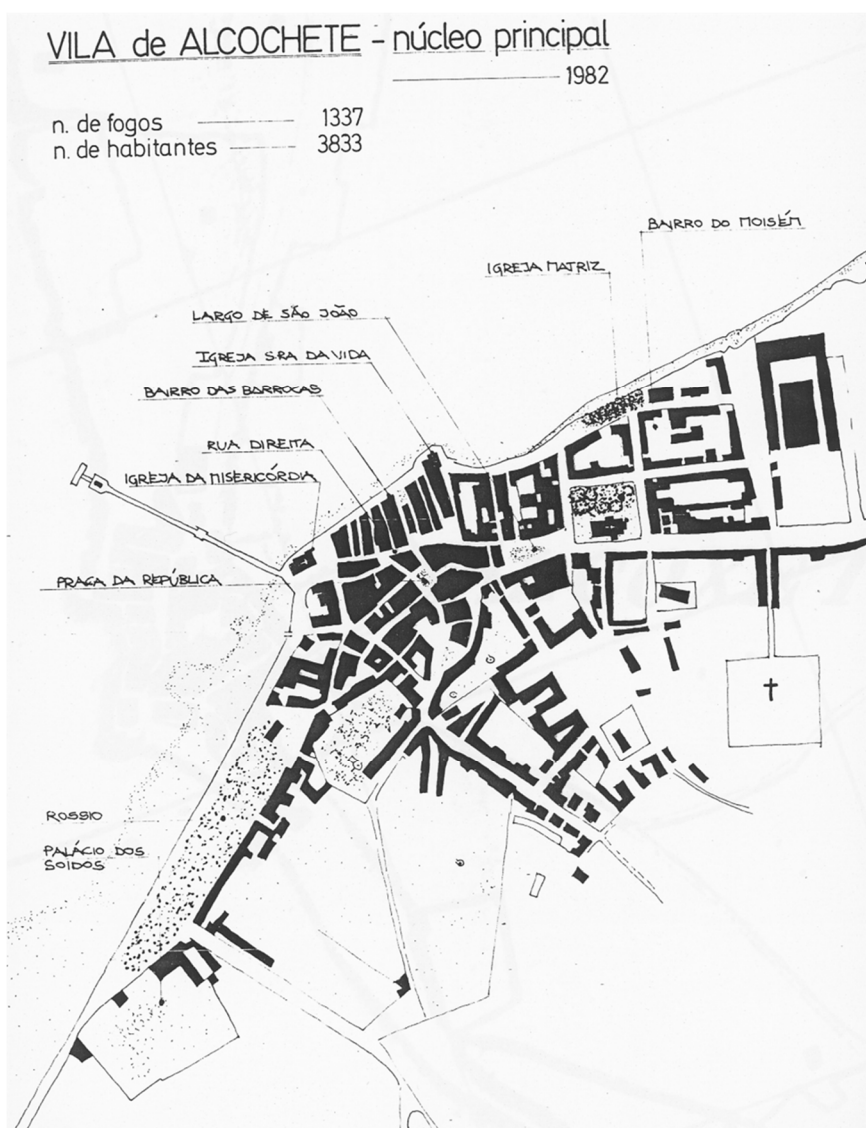 VILA de ALCOCHETE - núcleo principal
1982
n. de fogos 1337
n. de habitantes 3833
BAIRRO DO MOISÉM
IGREJA MATRIZ
LARGO DE SÃO JOÃO
IGREJA SRA DA VIDA
BAIRRO DAS BARROCAS
RUA DIREITA
IGREJA DA MISERICÓRDIA
PRAÇA DA REPÚBLICA
ROSSIO
PALÁCIO DOS
SOIDOS